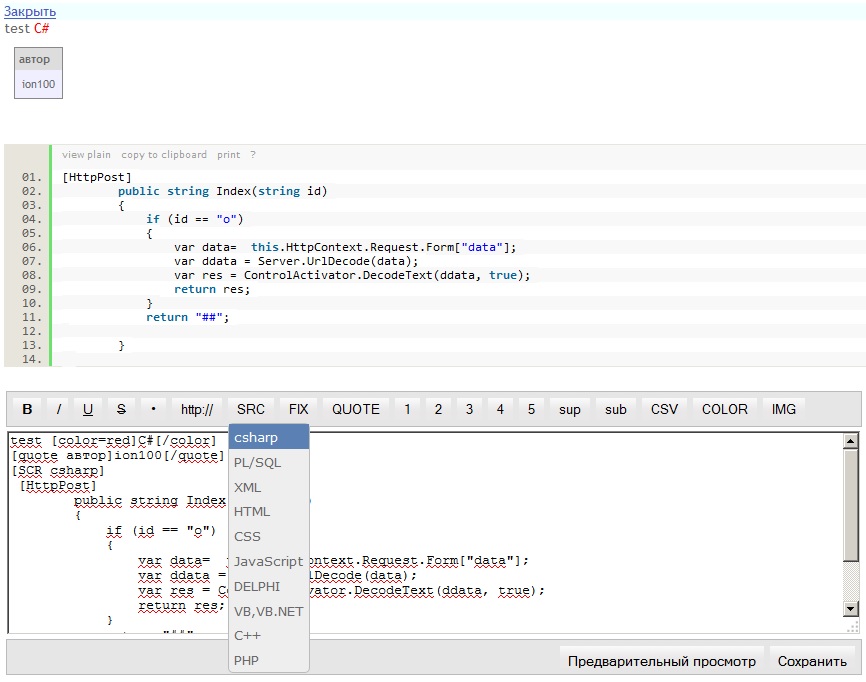 Закрыть
test C#
автор
ion100
view plain copy to clipboard print ?
01. [HttpPost]
02. public string Index(string id)
03. {
04. if (id == "o")
05. {
06. var data= this.HttpContext.Request.Form["data"];
07. var ddata = Server.UrlDecode(data);
08. var res = ControlActivator.DecodeText(ddata, true);
09. return res;
10. }
11. return "##";
12.
13. }
14.
B / U S • http:// SRC FIX QUOTE 1 2 3 4 5 sup sub CSV COLOR IMG
test [color=red]C#[/color]
[quote автор]ion100[/quote]
[SCR csharp]
[HttpPost]
public string Index
{
if (id == "o")
{
var data= ontext.Request.Form["data"];
var ddata = lDecode(data);
var res = Co ivator.DecodeText(ddata, true);
return res;
}
csharp
PL/SQL
XML
HTML
CSS
JavaScript
DELPHI
VB,VB.NET
C++
PHP
Предварительный просмотр Сохранить